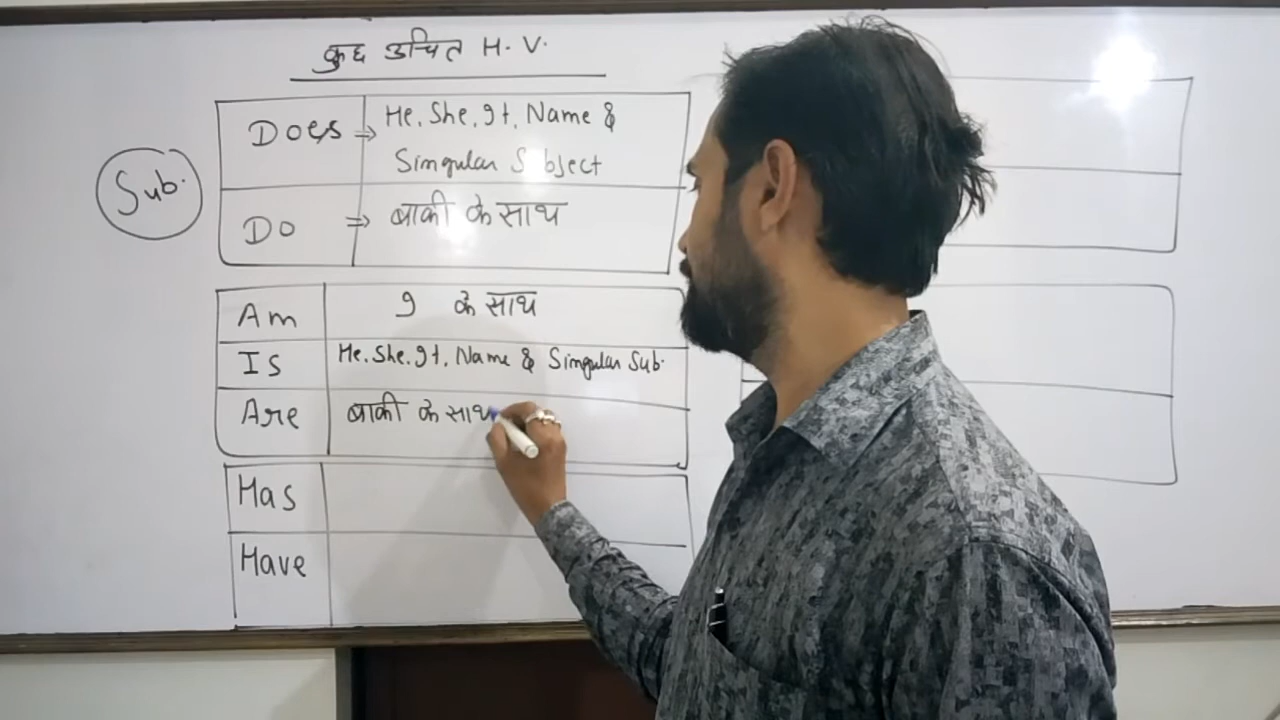 कुछ उचित H. V.
Sub.
Does ⇒ He, She, It, Name &
Singular Subject
Do ⇒ बाकी के साथ
Am I के साथ
Is He, She, It, Name & Singular Sub.
Are बाकी के साथ
Has
Have